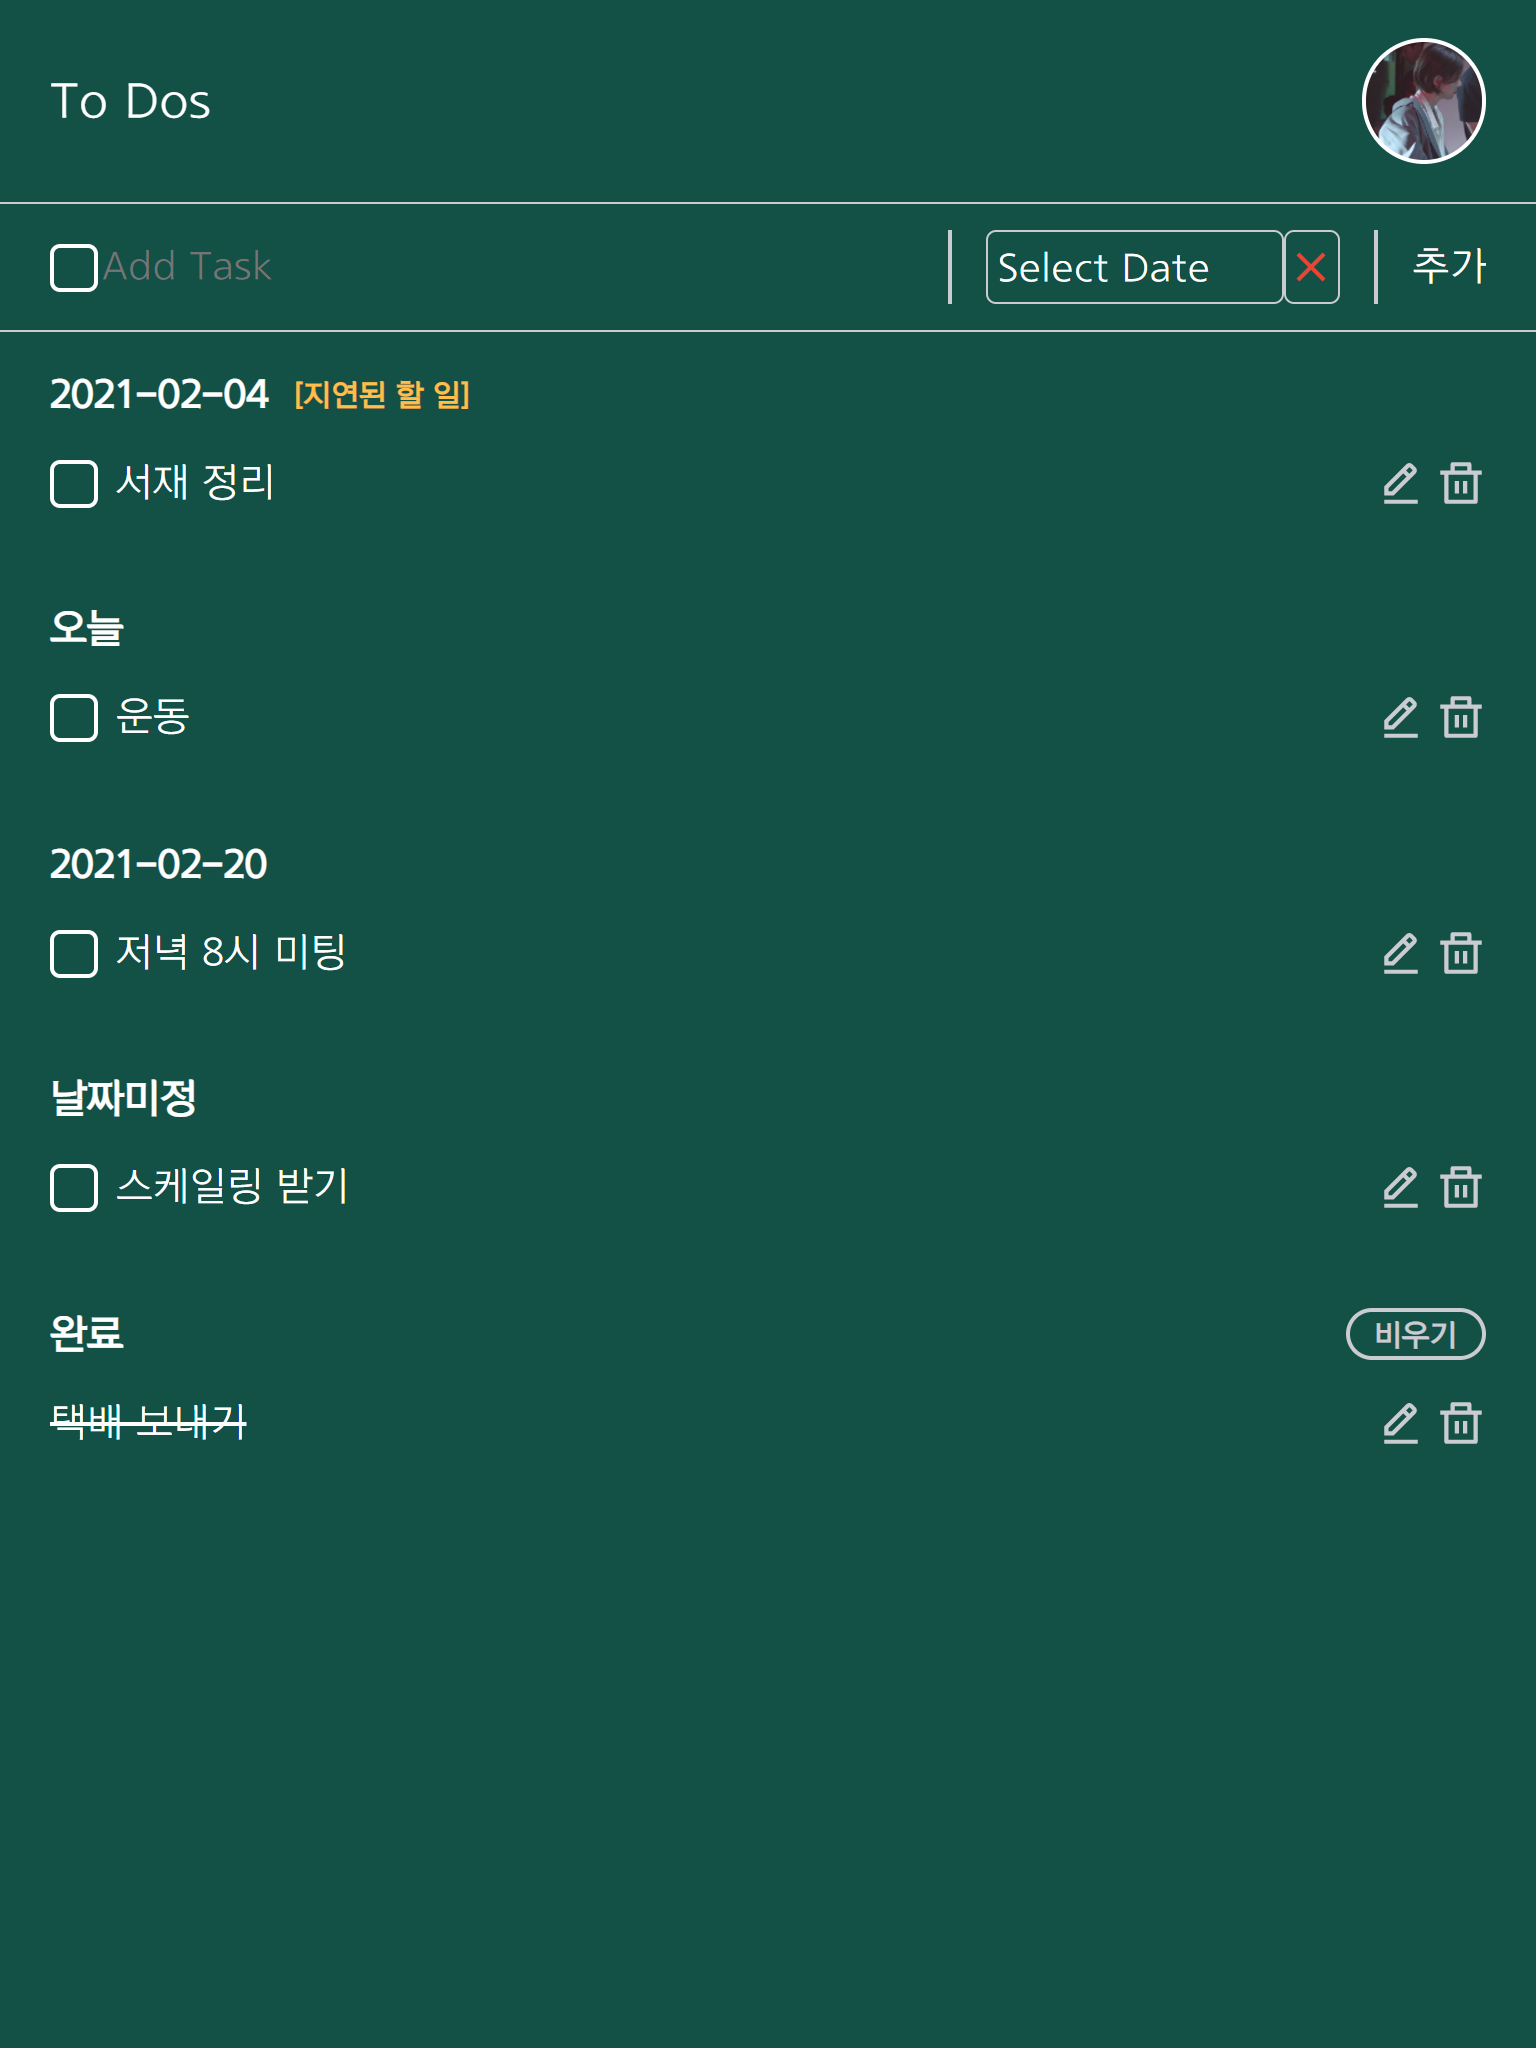 To Dos
Add Task
Select Date
추가
2021-02-04 [지연된 할 일]
서재 정리
오늘
운동
2021-02-20
저녁 8시 미팅
날짜미정
스케일링 받기
완료
비우기
택배 보내기